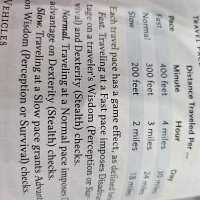 TRAVEL PACE
Distance Traveled Per ...
Pace Minute Hour Day
Fast 400 feet 4 miles 30 miles
Normal 300 feet 3 miles 24 miles
Slow 200 feet 2 miles 18 miles
Each travel pace has a game effect, as defined
Fast. Traveling at a Fast pace imposes Disadvan-
tage on a traveler's Wisdom (Perception or Sur-
vival) and Dexterity (Stealth) checks.
Normal. Traveling at a Normal pace imposes
advantage on Dexterity (Stealth) checks.
Slow. Traveling at a Slow pace grants Advan
on Wisdom (Perception or Survival) checks.
VEHICLES